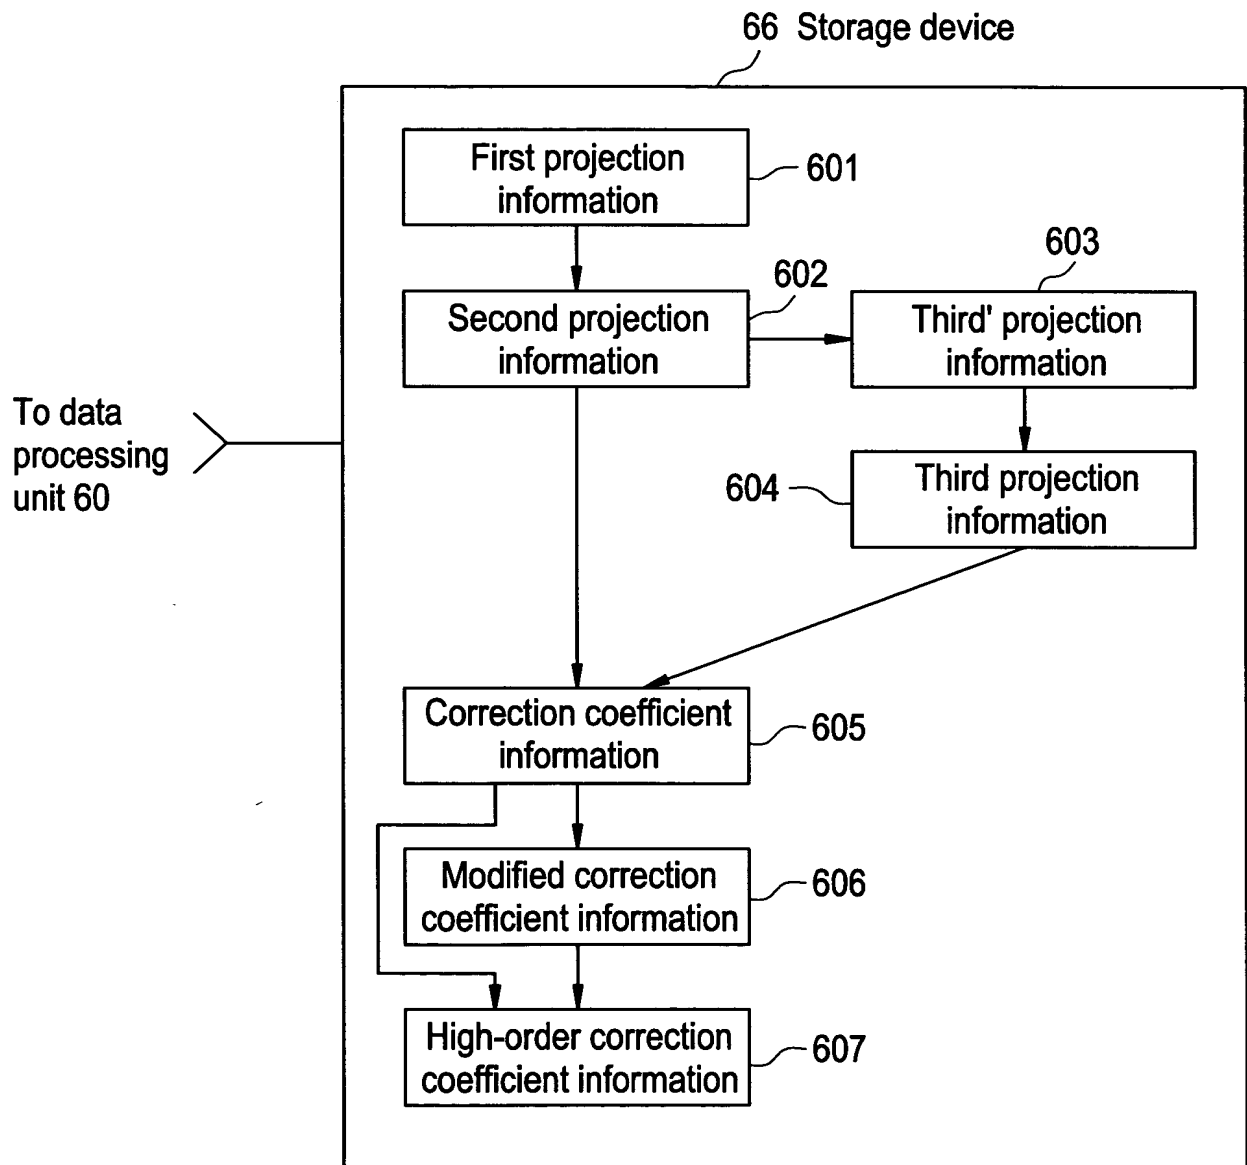 66 Storage device
First projection
information
601
602
603
Second projection
information
Third' projection
information
To data
processing
unit 60
604
Third projection
information
Correction coefficient
information
605
Modified correction
coefficient information
606
High-order correction
coefficient information
607